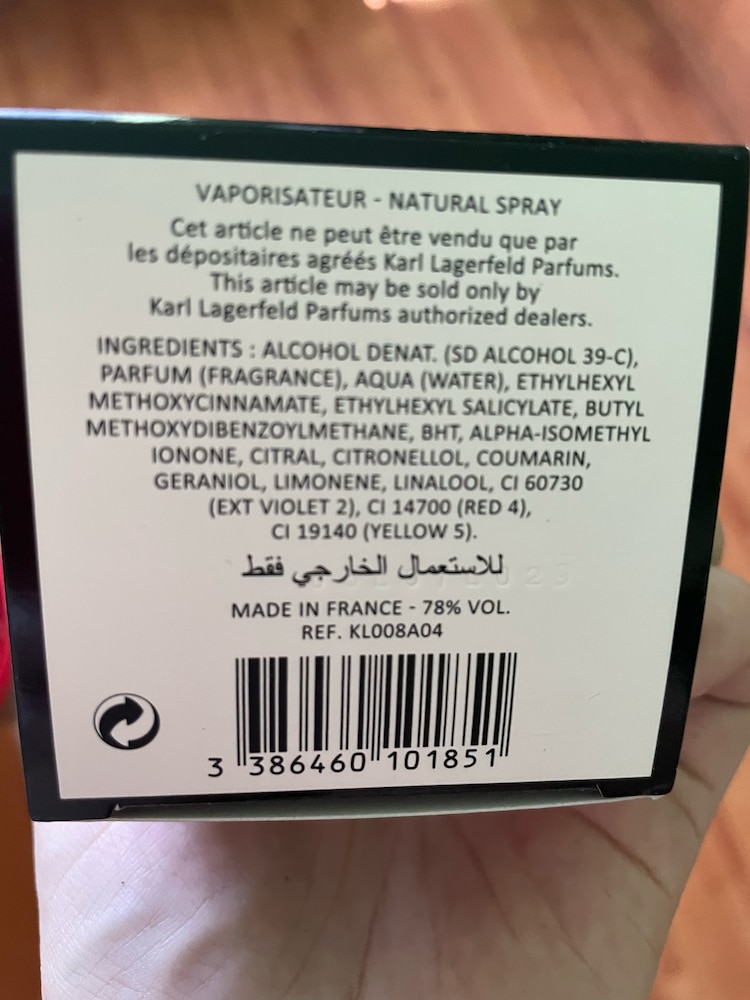 VAPORISATEUR - NATURAL SPRAY
Cet article ne peut être vendu que par
les dépositaires agréés Karl Lagerfeld Parfums.
This article may be sold only by
Karl Lagerfeld Parfums authorized dealers.
INGREDIENTS : ALCOHOL DENAT. (SD ALCOHOL 39-C),
PARFUM (FRAGRANCE), AQUA (WATER), ETHYLHEXYL
METHOXYCINNAMATE, ETHYLHEXYL SALICYLATE, BUTYL
METHOXYDIBENZOYLMETHANE, BHT, ALPHA-ISOMETHYL
IONONE, CITRAL, CITRONELLOL, COUMARIN,
GERANIOL, LIMONENE, LINALOOL, CI 60730
(EXT VIOLET 2), CI 14700 (RED 4),
CI 19140 (YELLOW 5).
للاستعمال الخارجي فقط
MADE IN FRANCE - 78% VOL.
REF. KL008A04
3 386460 101851